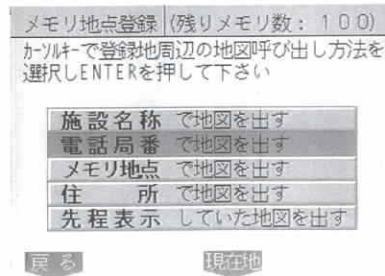 メモリ地点登録 (残りメモリ数：１００)
カーソルキーで登録地周辺の地図呼び出し方法を
選択しENTERを押して下さい
施設名称 で地図を出す
電話局番 で地図を出す
メモリ地点 で地図を出す
住所 で地図を出す
先程表示 していた地図を出す
戻る 現在地